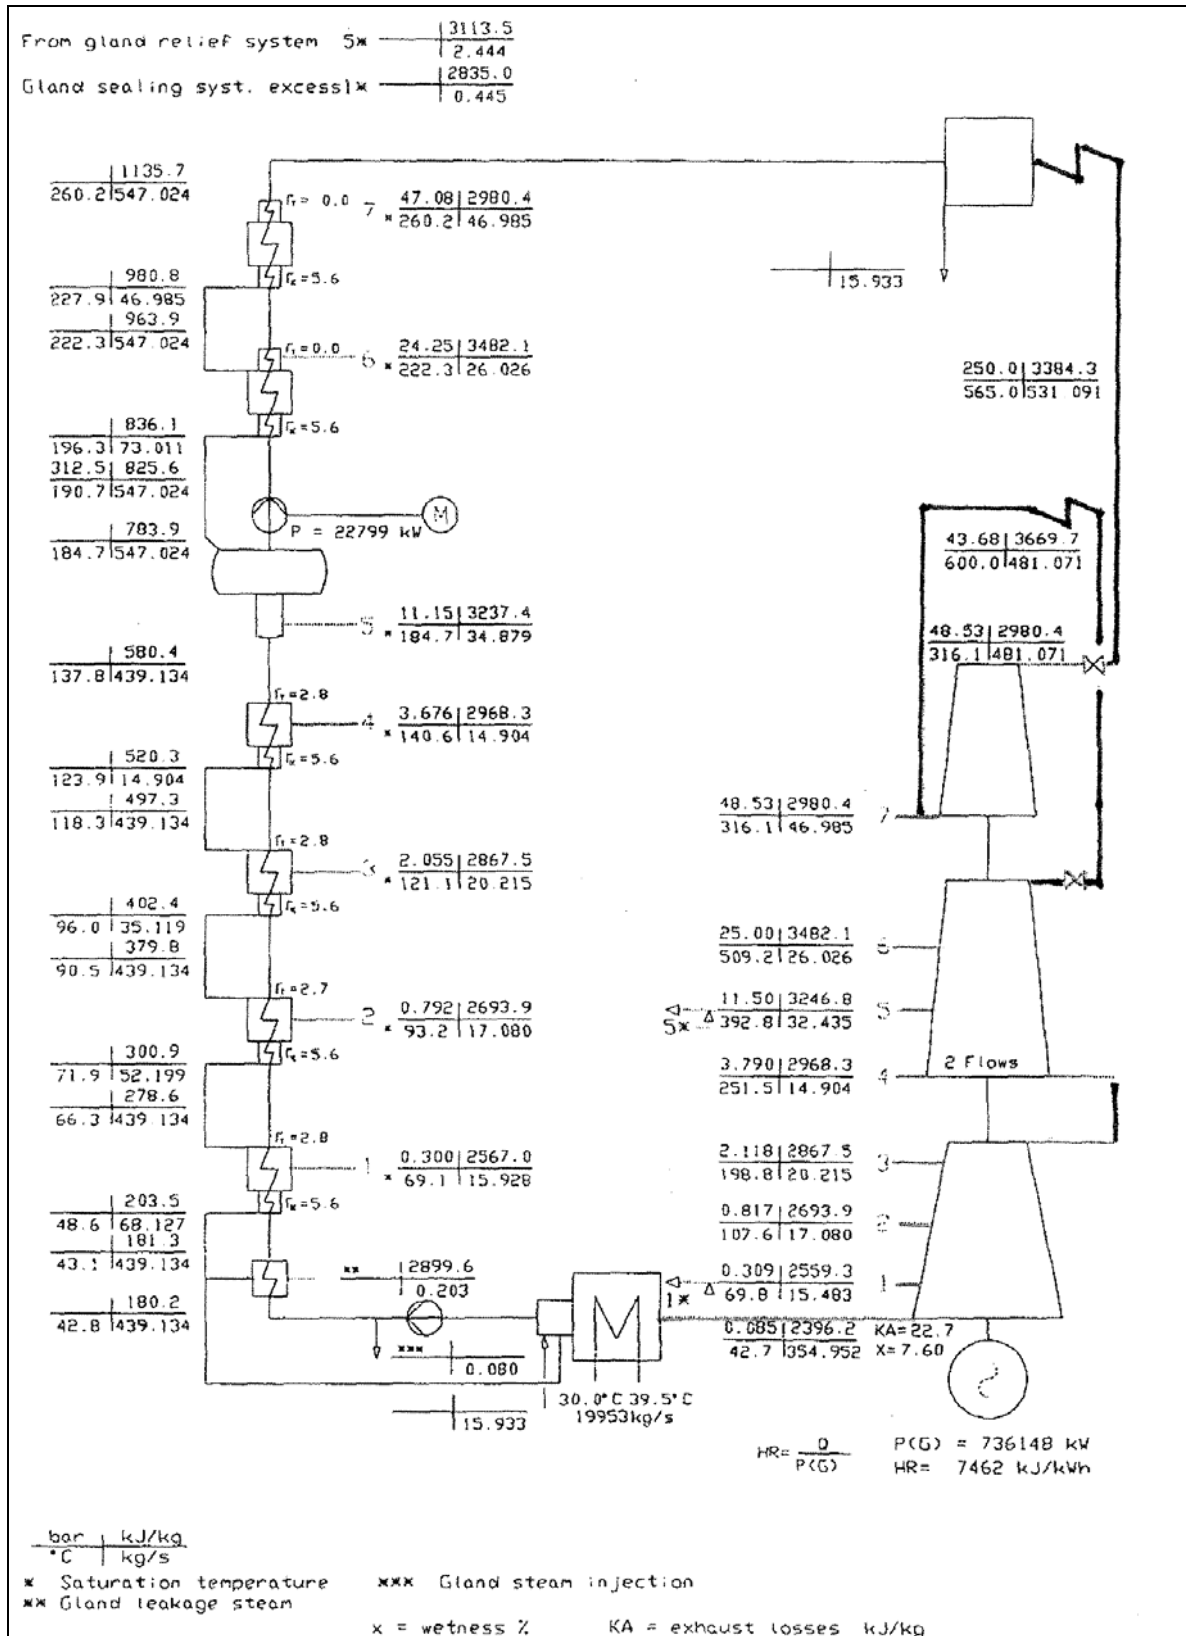 From gland relief system 5* 3113.5
2.444
Gland sealing syst. excess1* 2835.0
0.445
1135.7
260.2 547.024
rT= 0.0 7 47.08 2980.4
* 260.2 46.985
980.8
227.9 46.985
rK=5.6
15.933
963.9
222.3 547.024
rT=0.0 6 24.25 3482.1
* 222.3 26.026
250.0 3384.3
565.0 531.091
836.1
196.3 73.011
rK=5.6
312.5 825.6
190.7 547.024
M
P = 22799 kW
783.9
184.7 547.024
43.68 3669.7
600.0 481.071
5 11.15 3237.4
* 184.7 34.879
48.53 2980.4
316.1 481.071
580.4
137.8 439.134
rT=2.8
4 3.676 2968.3
* 140.6 14.904
520.3
123.9 14.904
rK=5.6
497.3
118.3 439.134
48.53 2980.4
316.1 46.985 7
rT=2.8
3 2.055 2867.5
* 121.1 20.215
402.4
96.0 35.119
rK=5.6
379.8
90.5 439.134
25.00 3482.1
509.2 26.026 6
rT=2.7
2 0.792 2693.9
* 93.2 17.080
5* 11.50 3246.8
392.8 32.435 5
300.9
71.9 52.199
rK=5.6
278.6
66.3 439.134
3.790 2968.3
251.5 14.904 4
2 Flows
rT=2.8
1 0.300 2567.0
* 69.1 15.928
2.118 2867.5
198.8 20.215 3
203.5
48.6 68.127
rK=5.6
181.3
43.1 439.134
0.817 2693.9
107.6 17.080 2
** 2899.6
0.203
1* 0.309 2559.3
69.8 15.483 1
180.2
42.8 439.134
0.085 2396.2 KA=22.7
42.7 354.952 X=7.60
*** 
0.080
30.0°C 39.5°C
19953kg/s
15.933
HR= Q P(G) = 736148 kW
P(G) HR= 7462 kJ/kWh
bar kJ/kg
°C kg/s
* Saturation temperature *** Gland steam injection
** Gland leakage steam
x = wetness % KA = exhaust losses kJ/kg